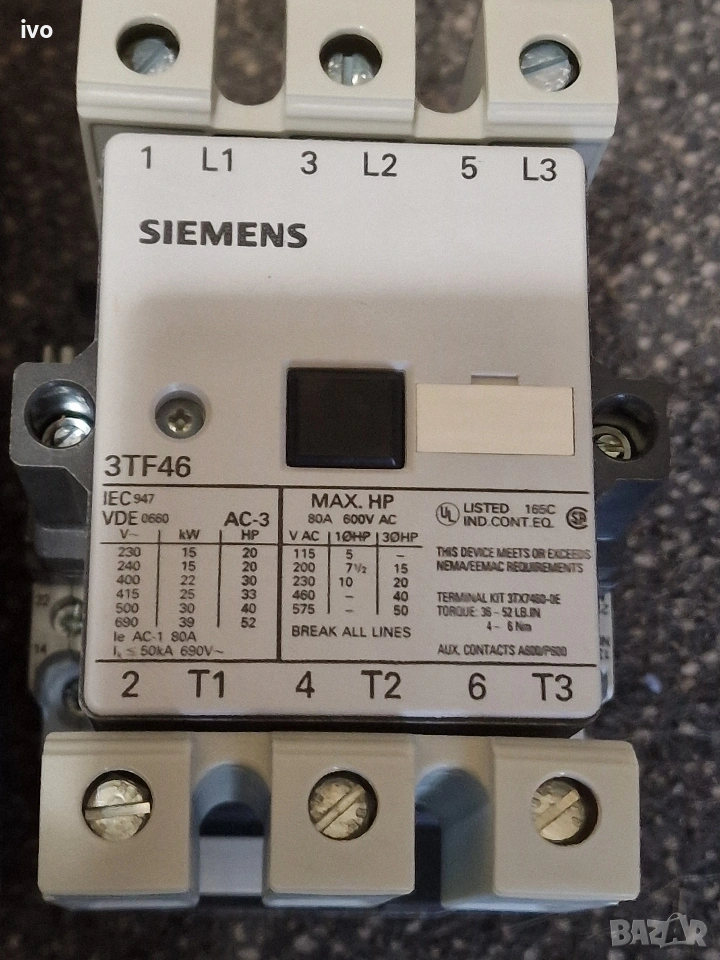 ivo
1 L1 3 L2 5 L3
SIEMENS
3TF46
IEC 947
VDE 0660 AC-3
V~ kW HP
230 15 20
240 15 20
400 22 30
415 25 33
500 30 40
690 39 52
Ie AC-1 80A
≤ 50kA 690V~
MAX. HP
80A 600V AC
V AC 1ØHP 3ØHP
115 5 –
200 7½ 15
230 10 20
460 – 40
575 – 50
BREAK ALL LINES
UL LISTED 165C
IND.CONT.EQ.
THIS DEVICE MEETS OR EXCEEDS
NEMA/EEMAC REQUIREMENTS
TERMINAL KIT 3TX7460-0E
TORQUE: 36 – 52 LB.IN
4 – 6 Nm
AUX. CONTACTS A600/P600
2 T1 4 T2 6 T3
BAZAR